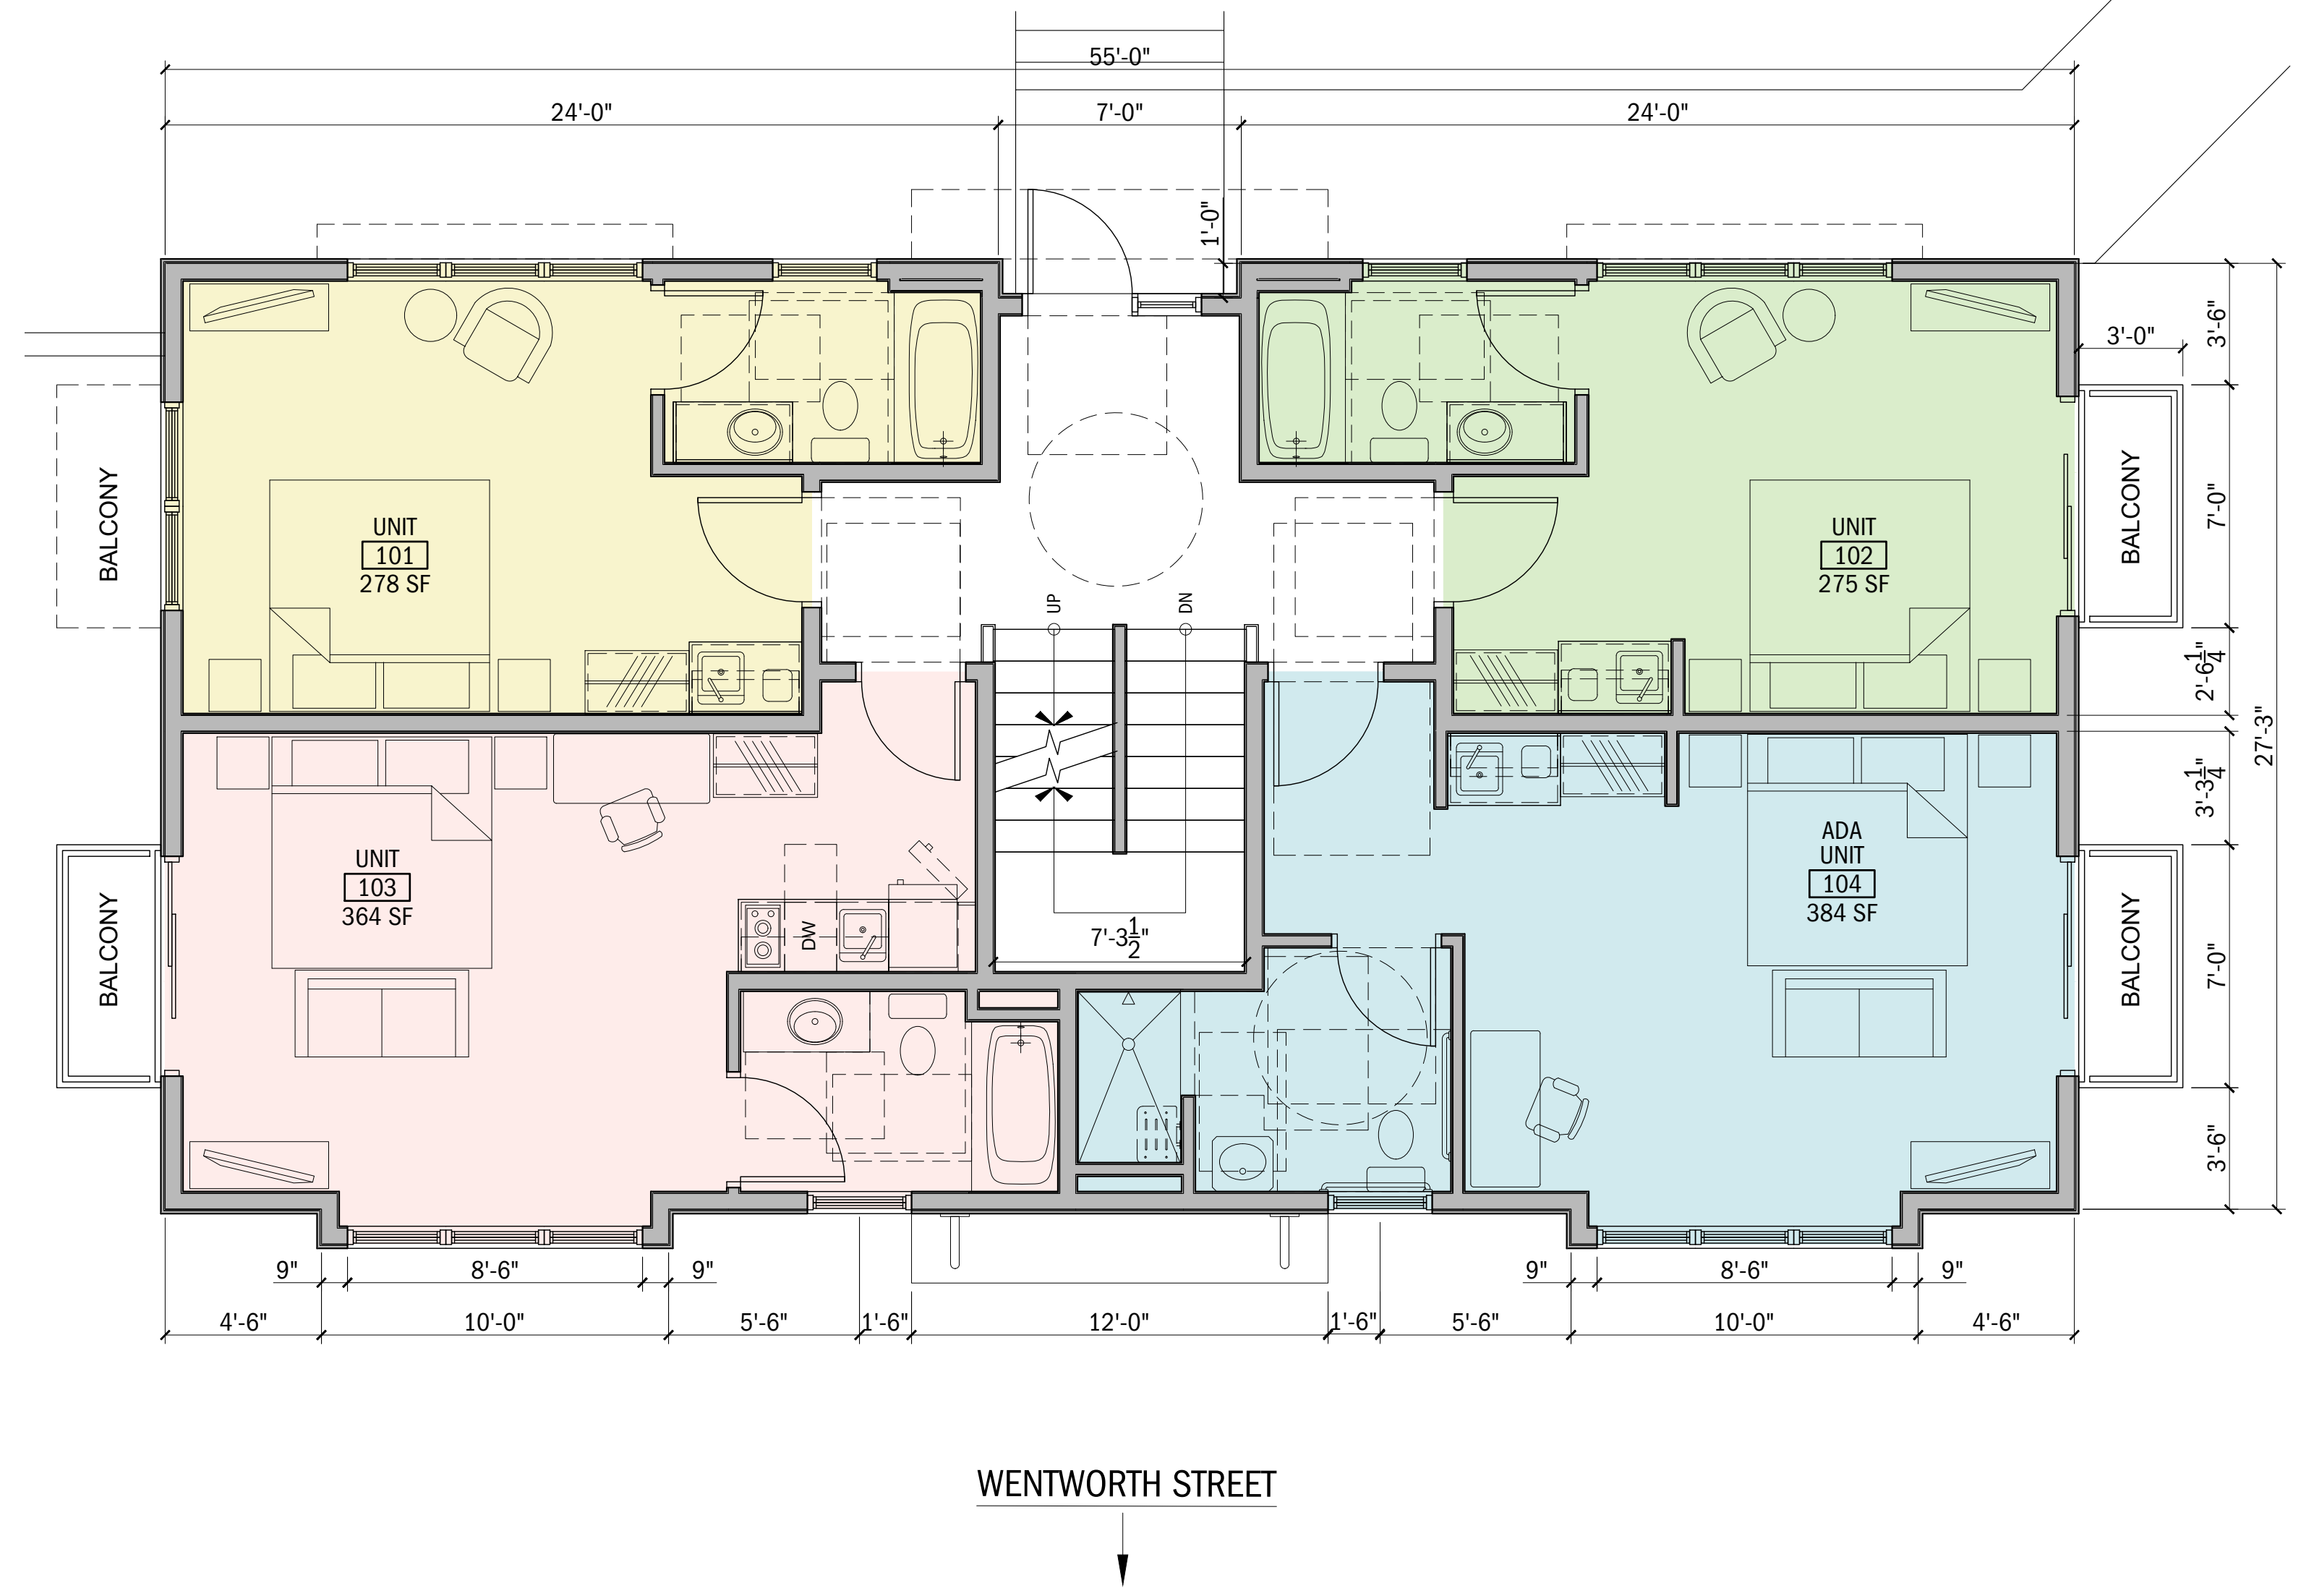 55'-0"
24'-0"
7'-0"
24'-0"
1'-0"
3'-6"
3'-0"
BALCONY
UNIT
101
278 SF
UNIT
102
275 SF
BALCONY
7'-0"
UP
DN
2'-6 1/4"
27'-3"
3'-3 1/4"
BALCONY
UNIT
103
364 SF
DW
7'-3 1/2"
ADA
UNIT
104
384 SF
BALCONY
7'-0"
3'-6"
9"
8'-6"
9"
9"
8'-6"
9"
4'-6"
10'-0"
5'-6"
1'-6"
12'-0"
1'-6"
5'-6"
10'-0"
4'-6"
WENTWORTH STREET